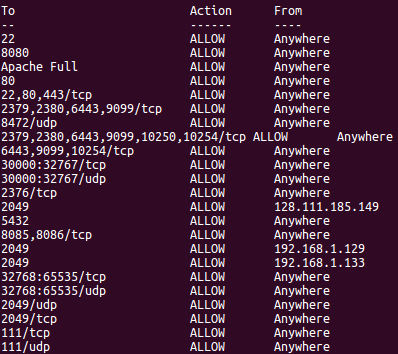 To Action From
-- ------ ----
22 ALLOW Anywhere
8080 ALLOW Anywhere
Apache Full ALLOW Anywhere
80 ALLOW Anywhere
22,80,443/tcp ALLOW Anywhere
2379,2380,6443,9099/tcp ALLOW Anywhere
8472/udp ALLOW Anywhere
2379,2380,6443,9099,10250,10254/tcp ALLOW Anywhere
6443,9099,10254/tcp ALLOW Anywhere
30000:32767/tcp ALLOW Anywhere
30000:32767/udp ALLOW Anywhere
2376/tcp ALLOW Anywhere
2049 ALLOW 128.111.185.149
5432 ALLOW Anywhere
8085,8086/tcp ALLOW Anywhere
2049 ALLOW 192.168.1.129
2049 ALLOW 192.168.1.133
32768:65535/tcp ALLOW Anywhere
32768:65535/udp ALLOW Anywhere
2049/udp ALLOW Anywhere
2049/tcp ALLOW Anywhere
111/tcp ALLOW Anywhere
111/udp ALLOW Anywhere